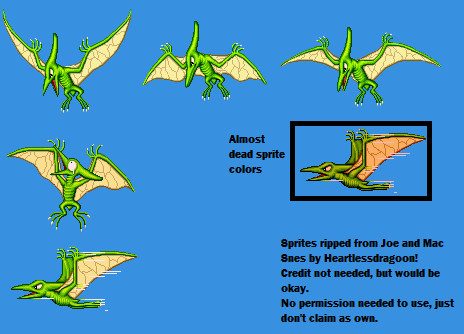 Almost
dead sprite
colors
Sprites ripped from Joe and Mac
Snes by Heartlessdragoon!
Credit not needed, but would be
okay.
No permission needed to use, just
don't claim as own.